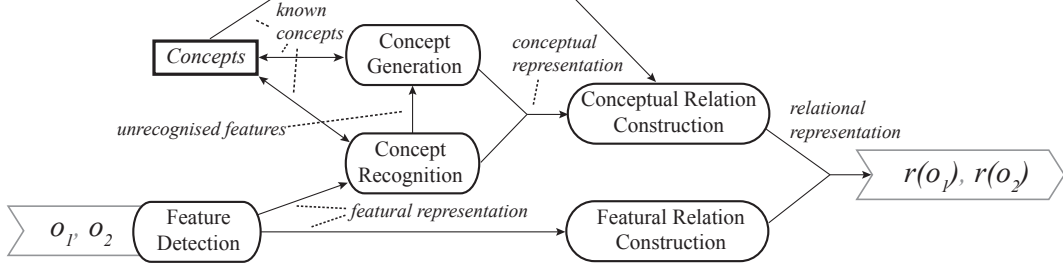 known
concepts
Concepts
Concept
Generation
conceptual
representation
Conceptual Relation
Construction
relational
representation
unrecognised features
Concept
Recognition
r(o1), r(o2)
o1, o2
Feature
Detection
featural representation
Featural Relation
Construction